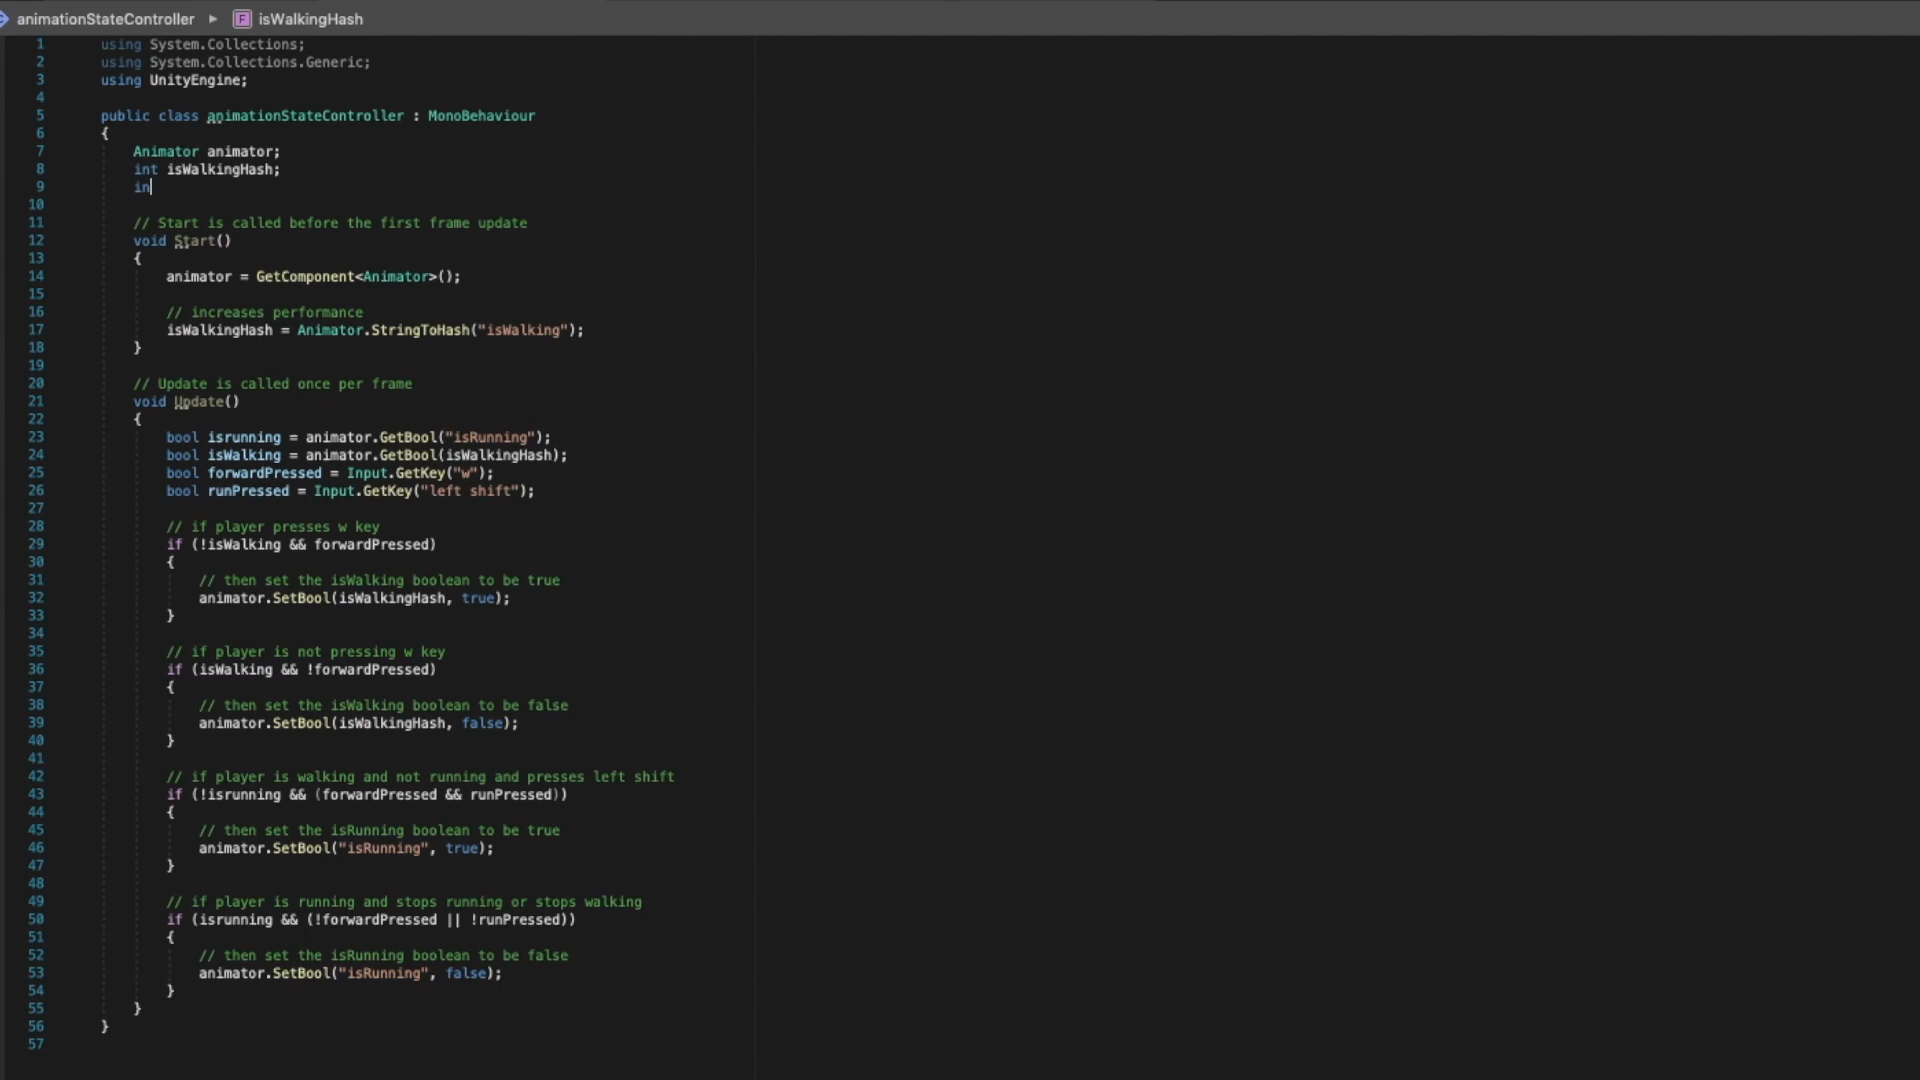 animationStateController ▸ F isWalkingHash
1 using System.Collections;
2 using System.Collections.Generic;
3 using UnityEngine;
4
5 public class animationStateController : MonoBehaviour
6 {
7 Animator animator;
8 int isWalkingHash;
9 in
10
11 // Start is called before the first frame update
12 void Start()
13 {
14 animator = GetComponent<Animator>();
15
16 // increases performance
17 isWalkingHash = Animator.StringToHash("isWalking");
18 }
19
20 // Update is called once per frame
21 void Update()
22 {
23 bool isrunning = animator.GetBool("isRunning");
24 bool isWalking = animator.GetBool(isWalkingHash);
25 bool forwardPressed = Input.GetKey("w");
26 bool runPressed = Input.GetKey("left shift");
27
28 // if player presses w key
29 if (!isWalking && forwardPressed)
30 {
31 // then set the isWalking boolean to be true
32 animator.SetBool(isWalkingHash, true);
33 }
34
35 // if player is not pressing w key
36 if (isWalking && !forwardPressed)
37 {
38 // then set the isWalking boolean to be false
39 animator.SetBool(isWalkingHash, false);
40 }
41
42 // if player is walking and not running and presses left shift
43 if (!isrunning && (forwardPressed && runPressed))
44 {
45 // then set the isRunning boolean to be true
46 animator.SetBool("isRunning", true);
47 }
48
49 // if player is running and stops running or stops walking
50 if (isrunning && (!forwardPressed || !runPressed))
51 {
52 // then set the isRunning boolean to be false
53 animator.SetBool("isRunning", false);
54 }
55 }
56 }
57